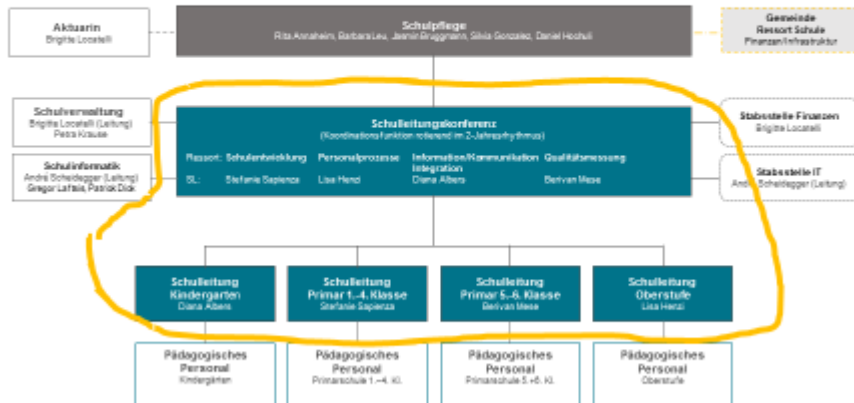 Aktuarin
Brigitte Locatelli
Schulpflege
Rita Annaheim, Barbara Leu, Jasmin Bruggmann, Silvia Gonzalez, Daniel Hochuli
Gemeinde
Ressort Schule
Finanzen/Infrastruktur
Schulverwaltung
Brigitte Locatelli (Leitung)
Petra Krause
Schulinformatik
André Scheidegger (Leitung)
Gregor Patrick Dick
Schulleitungskonferenz
(Koordinationsfunktion rotierend im 2-Jahresrhythmus)
Ressort: Schulentwicklung Personalprozesse Information/Kommunikation Qualitätsmessung
Integration
SL: Stefanie Sapienza Lisa Henzi Diana Albers Berivan Mese
Stabsstelle Finanzen
Brigitte Locatelli
Stabsstelle IT
André Scheidegger (Leitung)
Schulleitung
Kindergarten
Diana Albers
Schulleitung
Primar 1.-4. Klasse
Stefanie Sapienza
Schulleitung
Primar 5.-6. Klasse
Berivan Mese
Schulleitung
Oberstufe
Lisa Henzi
Pädagogisches
Personal
Kindergärten
Pädagogisches
Personal
Primarschule 1.-4. Kl.
Pädagogisches
Personal
Primarschule 5.+6. Kl.
Pädagogisches
Personal
Oberstufe